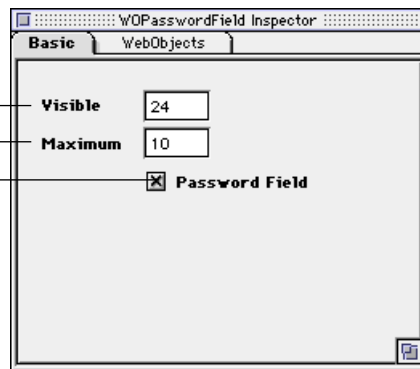 WOPasswordField Inspector
Basic WebObjects
Visible 24
Maximum 10
Password Field